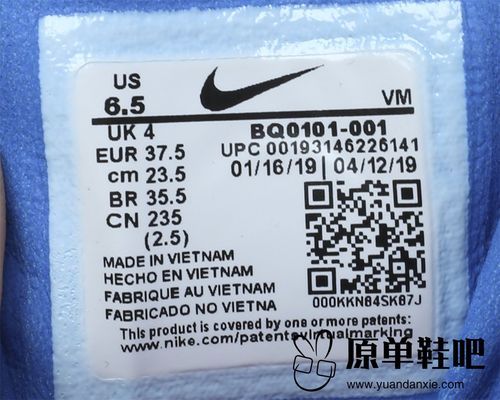 US
6.5
VM
UK 4
BQ0101-001
EUR 37.5
UPC 00193146226141
cm 23.5
01/16/19 | 04/12/19
BR 35.5
CN 235
(2.5)
MADE IN VIETNAM
HECHO EN VIETNAM
FABRIQUE AU VIETNAM
FABRICADO NO VIETNA
000KKN84SK87J
This product is covered by one or more patents:
www.nike.com/patentsvirtualmarking
原单鞋吧
www.yuandanxie.com